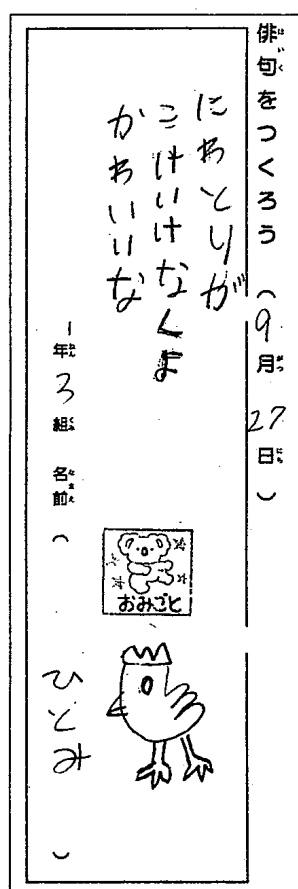 俳句をつくろう（9月27日）
にわとりが
こけいけなくよ
かわいいな
おみごと
1年3組 名前（ひとみ）